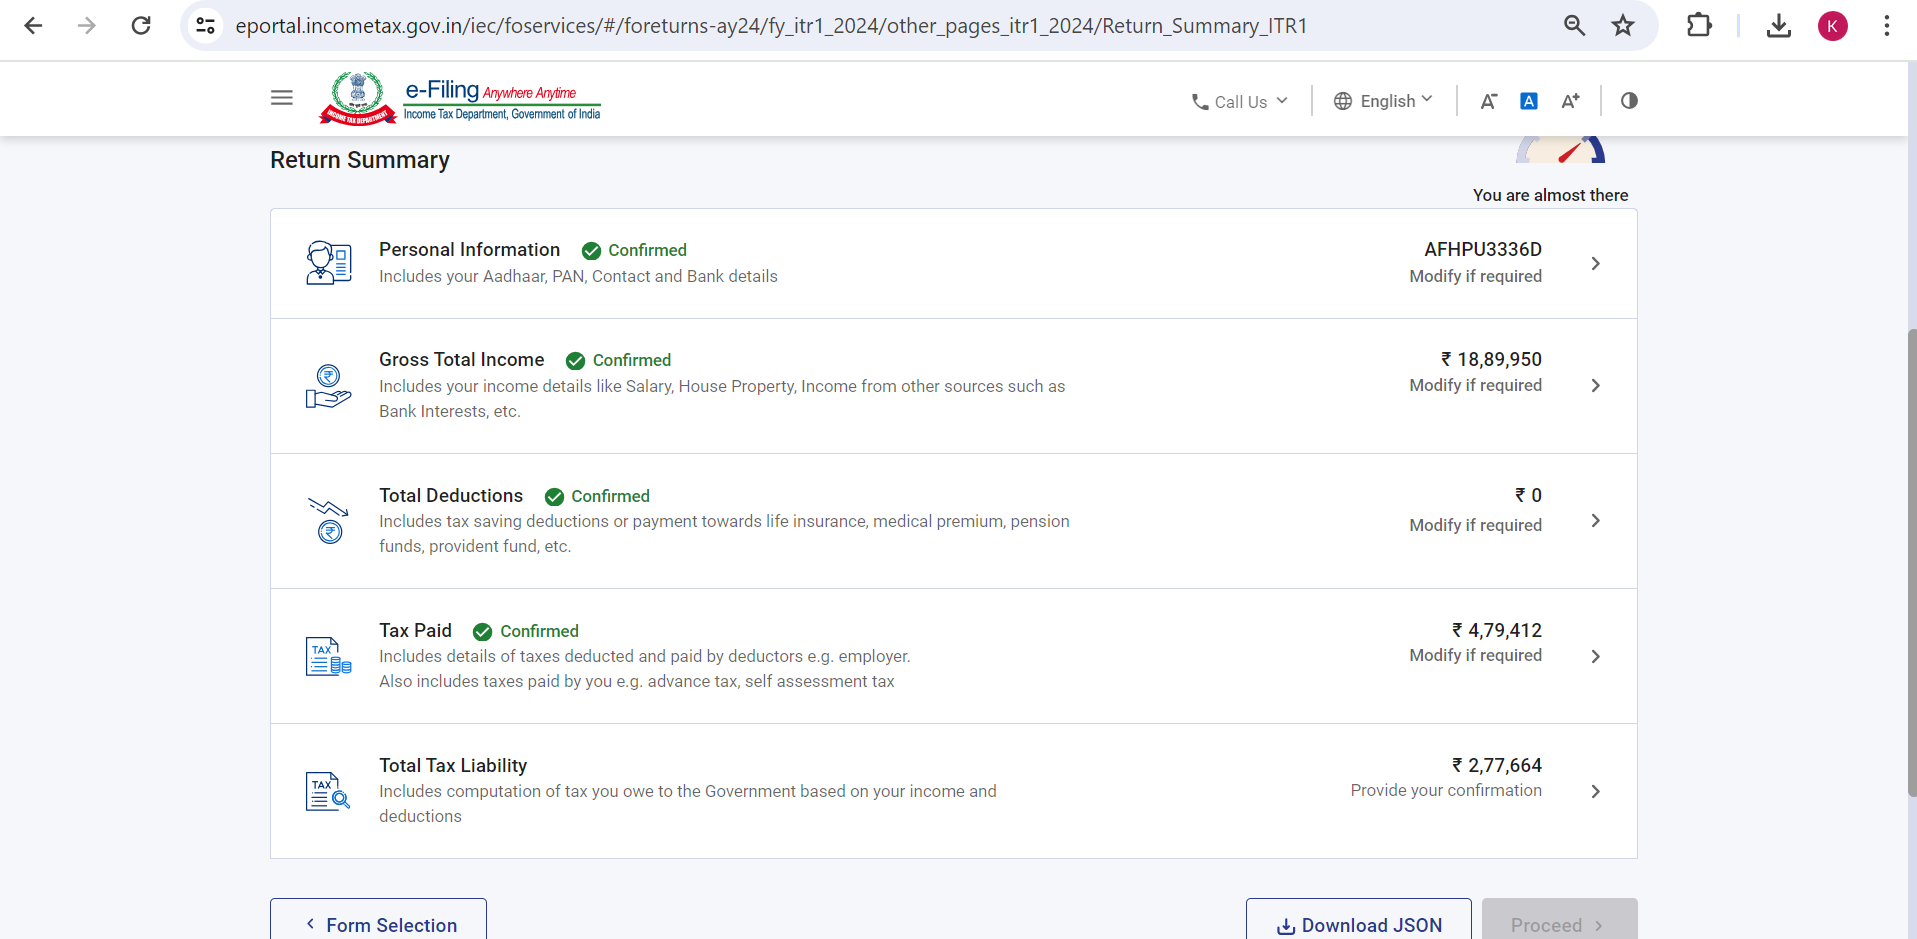 eportal.incometax.gov.in/iec/foservices/#/foreturns-ay24/fy_itr1_2024/other_pages_itr1_2024/Return_Summary_ITR1
K
e-Filing Anywhere Anytime
Income Tax Department, Government of India
INCOME TAX DEPARTMENT
Call Us
English
A-
A
A+
Return Summary
You are almost there
Personal Information Confirmed
AFHPU3336D
Includes your Aadhaar, PAN, Contact and Bank details
Modify if required
Gross Total Income Confirmed
₹ 18,89,950
Includes your income details like Salary, House Property, Income from other sources such as
Bank Interests, etc.
Modify if required
Total Deductions Confirmed
₹ 0
Includes tax saving deductions or payment towards life insurance, medical premium, pension
funds, provident fund, etc.
Modify if required
TAX
Tax Paid Confirmed
₹ 4,79,412
Includes details of taxes deducted and paid by deductors e.g. employer.
Also includes taxes paid by you e.g. advance tax, self assessment tax
Modify if required
TAX
Total Tax Liability
₹ 2,77,664
Includes computation of tax you owe to the Government based on your income and
deductions
Provide your confirmation
Form Selection
Download JSON
Proceed